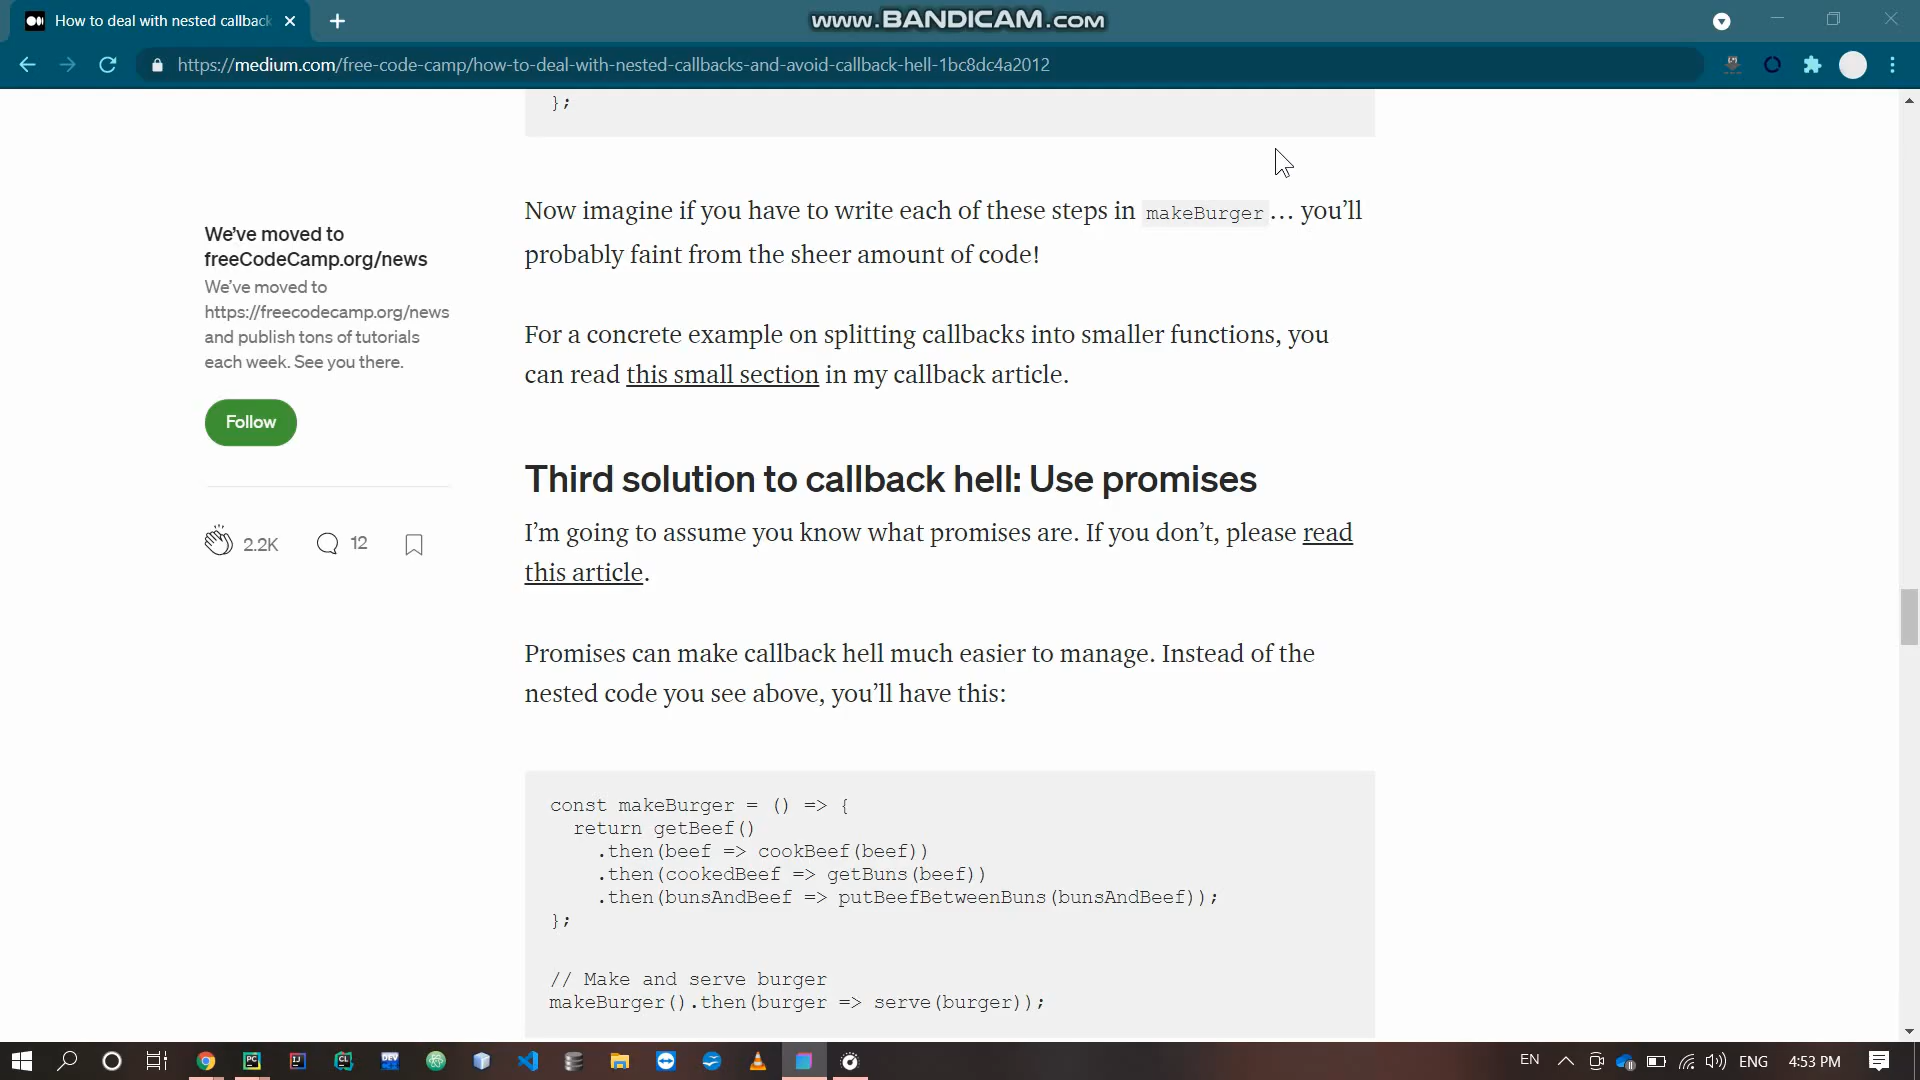 How to deal with nested callback
www.BANDICAM.com
https://medium.com/free-code-camp/how-to-deal-with-nested-callbacks-and-avoid-callback-hell-1bc8dc4a2012
};
Now imagine if you have to write each of these steps in makeBurger... you’ll
probably faint from the sheer amount of code!
We’ve moved to
freeCodeCamp.org/news
We’ve moved to
https://freecodecamp.org/news
and publish tons of tutorials
each week. See you there.
Follow
2.2K
12
For a concrete example on splitting callbacks into smaller functions, you
can read this small section in my callback article.
Third solution to callback hell: Use promises
I’m going to assume you know what promises are. If you don’t, please read
this article.
Promises can make callback hell much easier to manage. Instead of the
nested code you see above, you’ll have this:
const makeBurger = () => {
  return getBeef()
    .then(beef => cookBeef(beef))
    .then(cookedBeef => getBuns(beef))
    .then(bunsAndBeef => putBeefBetweenBuns(bunsAndBeef));
};
// Make and serve burger
makeBurger().then(burger => serve(burger));
PC
IJ
CL
DEV
EN
ENG
4:53 PM